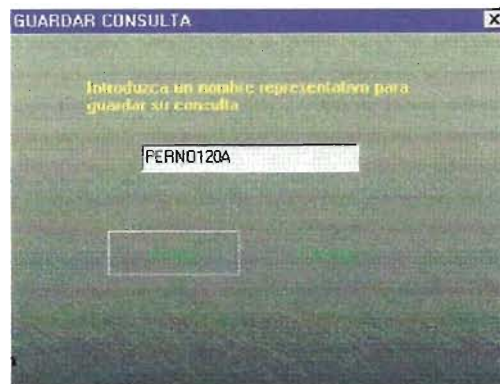 GUARDAR CONSULTA
Introduzca un nombre representativo para
guardar su consulta
PERNO120A